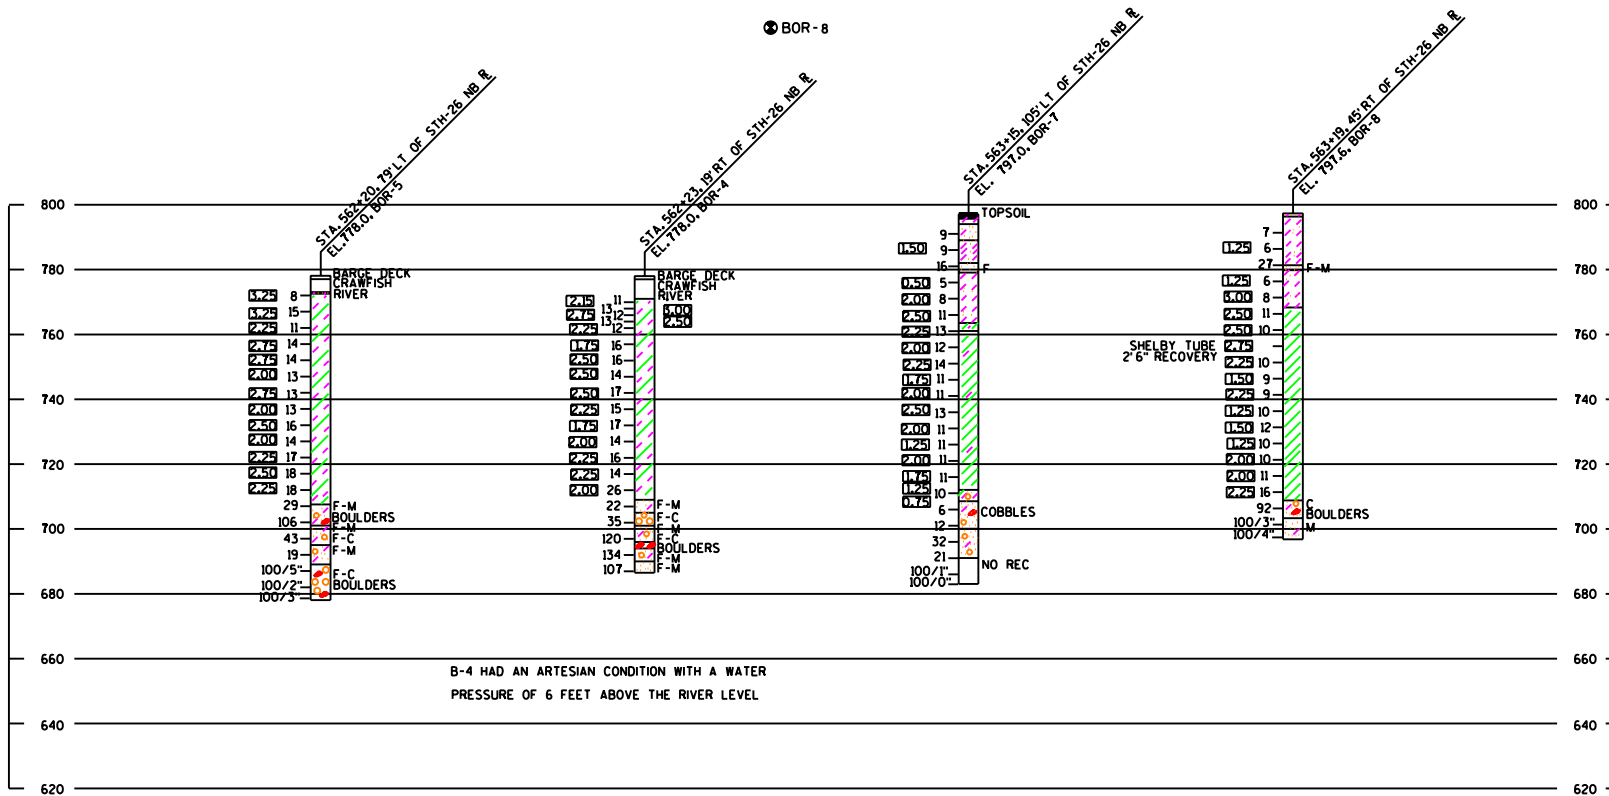 BOR-8
STA. 562+20, 79' LT OF STH-26 NB R
EL. 778.0, BOR-5
STA. 562+23, 19' RT OF STH-26 NB R
EL. 778.0, BOR-4
STA. 563+15, 105' LT OF STH-26 NB R
EL. 797.0, BOR-7
STA. 563+19, 45' RT OF STH-26 NB R
EL. 797.6, BOR-8
800
780
760
740
720
700
680
660
640
620
BARGE DECK
CRAWFISH
RIVER
3.25 8
3.25 15
2.25 11
2.75 14
2.75 14
2.00 13
2.75 13
2.00 13
2.50 16
2.00 14
2.25 17
2.50 18
2.25 18
29 F-M
BOULDERS
106
F-M
43 F-C
19 F-M
100/5" F-C
100/2" BOULDERS
100/3"
BARGE DECK
CRAWFISH
RIVER
2.15 11
13 3.00
2.75 12
13 2.50
2.25 12
1.75 16
2.50 16
2.50 14
2.50 17
2.25 15
1.75 17
2.00 14
2.25 16
2.25 14
2.00 26
22 F-M
35 F-C
F-M
120 F-C
BOULDERS
134 F-M
107 F-M
TOPSOIL
9
1.50 9
16 F
0.50 5
2.00 8
2.50 11
2.25 13
2.00 12
2.25 14
1.75 11
2.00 11
2.50 13
2.00 11
1.25 11
2.00 11
1.75 11
1.25 10
0.75
6 COBBLES
12
32
21
NO REC
100/1"
100/0"
7
1.25 6
27 F-M
1.25 6
3.00 8
2.50 11
2.50 10
SHELBY TUBE 2.75
2'6" RECOVERY
2.25 10
1.50 9
2.25 9
1.25 10
1.50 12
1.25 10
2.00 10
2.00 11
2.25 16
C
92 BOULDERS
100/3" M
100/4"
800
780
760
740
720
700
680
660
640
620
B-4 HAD AN ARTESIAN CONDITION WITH A WATER
PRESSURE OF 6 FEET ABOVE THE RIVER LEVEL